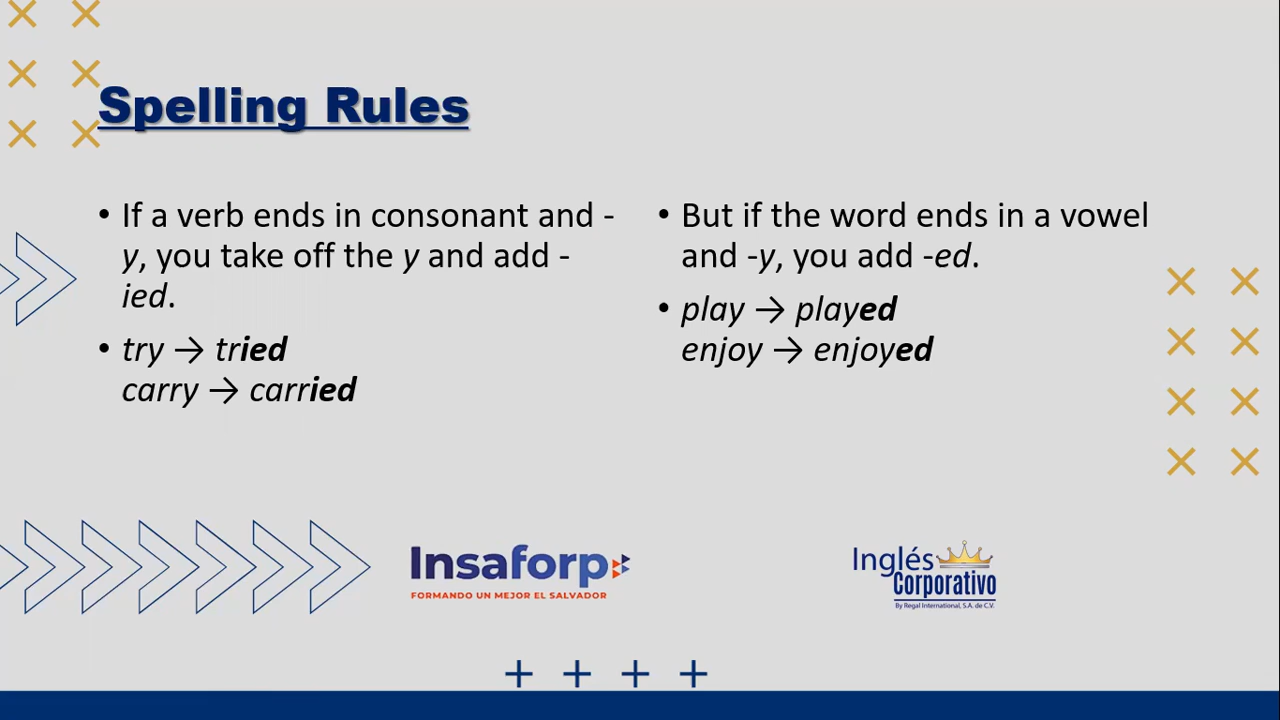 Spelling Rules
• If a verb ends in consonant and -
y, you take off the y and add -
ied.
• try → tried
carry → carried
• But if the word ends in a vowel
and -y, you add -ed.
• play → played
enjoy → enjoyed
Insaforp
FORMANDO UN MEJOR EL SALVADOR
Inglés
Corporativo
By Regal International, S.A. de C.V.